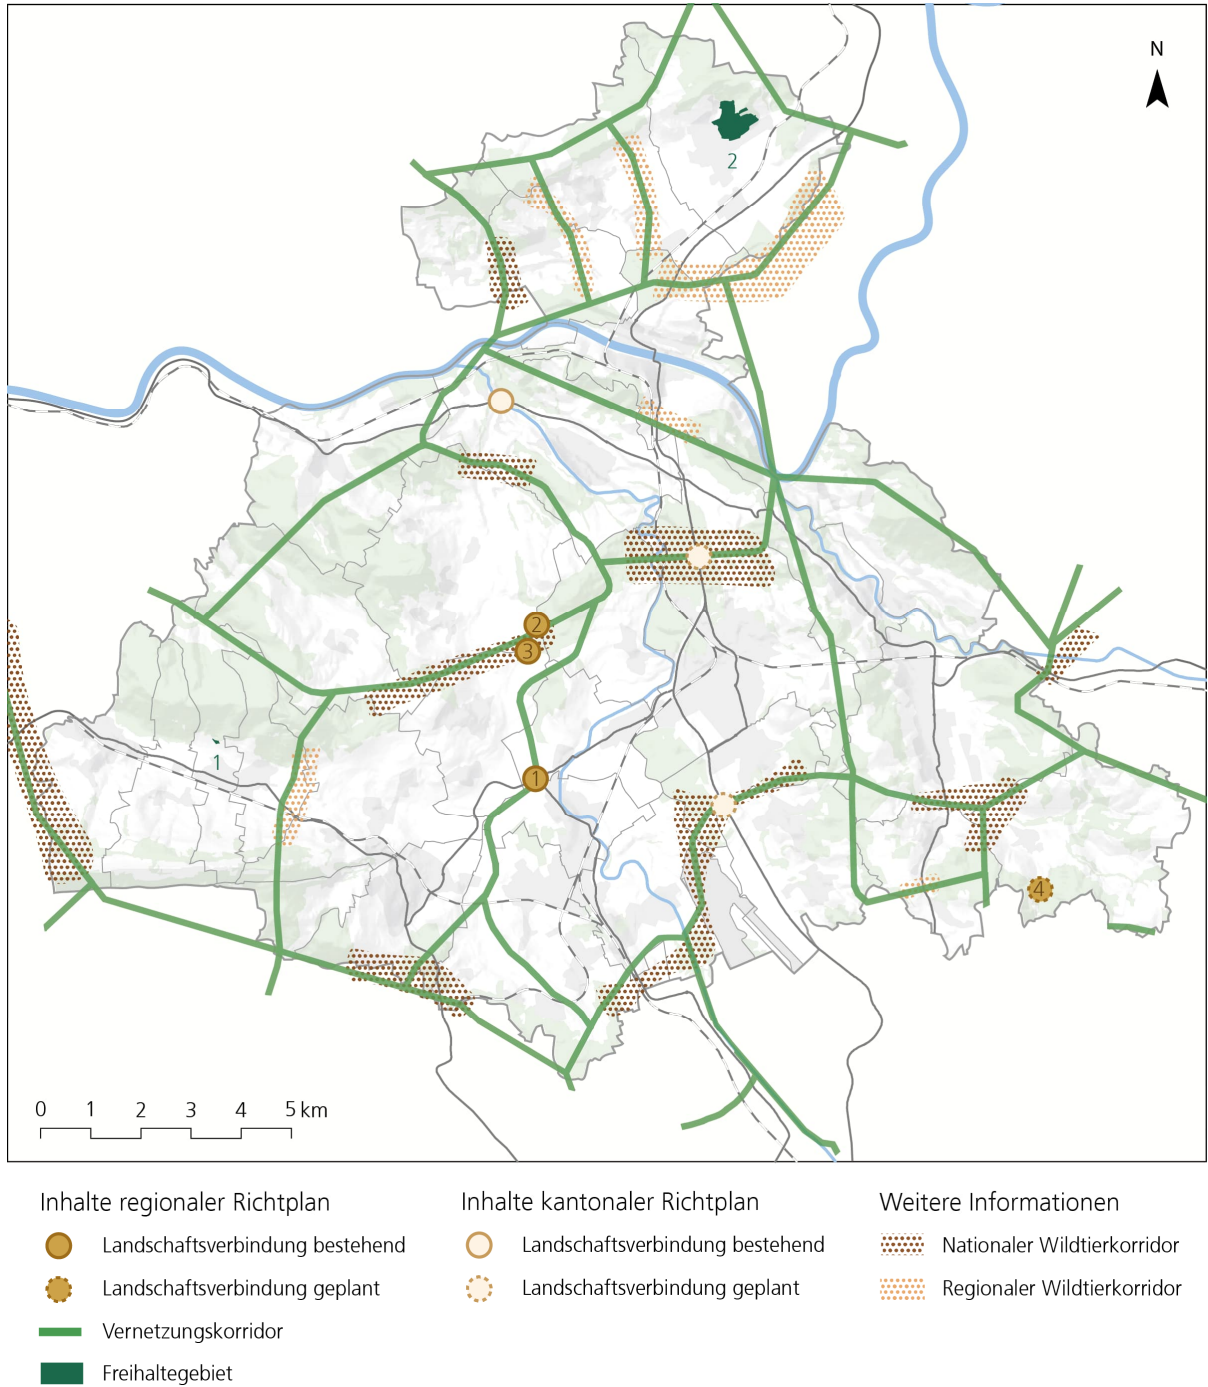 N
2
2
3
1
1
4
0 1 2 3 4 5 km
Inhalte regionaler Richtplan
Landschaftsverbindung bestehend
Landschaftsverbindung geplant
Vernetzungskorridor
Freihaltegebiet
Inhalte kantonaler Richtplan
Landschaftsverbindung bestehend
Landschaftsverbindung geplant
Weitere Informationen
Nationaler Wildtierkorridor
Regionaler Wildtierkorridor